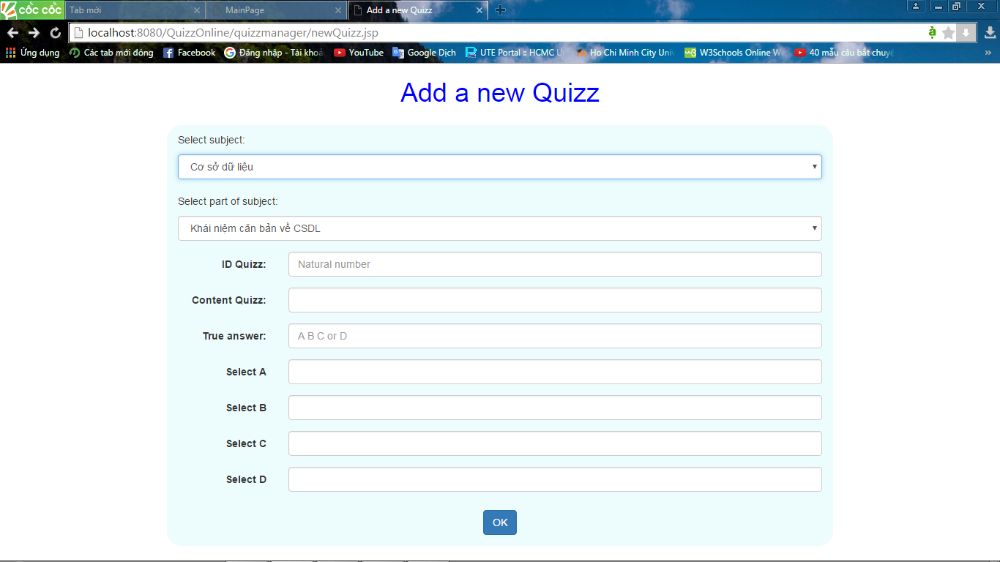 cốc cốc Tab mới MainPage Add a new Quizz
localhost:8080/QuizzOnline/quizzmanager/newQuizz.jsp
Ứng dụng Các tab mới đóng Facebook Đăng nhập - Tài khoả YouTube Google Dịch UTE Portal :: HCMC U Ho Chi Minh City Univ W3Schools Online We 40 mẫu câu bắt chuyệ
Add a new Quizz
Select subject:
Cơ sở dữ liệu
Select part of subject:
Khái niệm căn bản về CSDL
ID Quizz: Natural number
Content Quizz:
True answer: A B C or D
Select A
Select B
Select C
Select D
OK